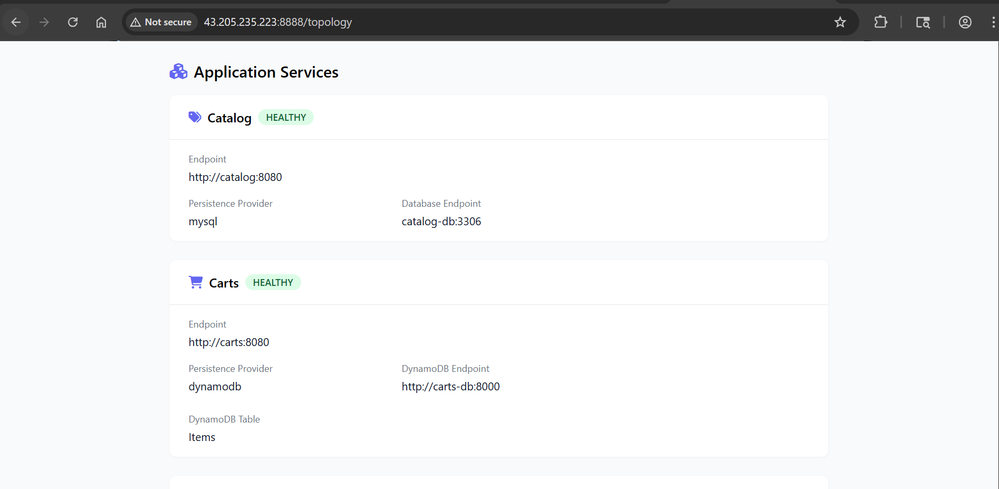 Not secure 43.205.235.223:8888/topology
Application Services
Catalog HEALTHY
Endpoint
http://catalog:8080
Persistence Provider Database Endpoint
mysql catalog-db:3306
Carts HEALTHY
Endpoint
http://carts:8080
Persistence Provider DynamoDB Endpoint
dynamodb http://carts-db:8000
DynamoDB Table
Items